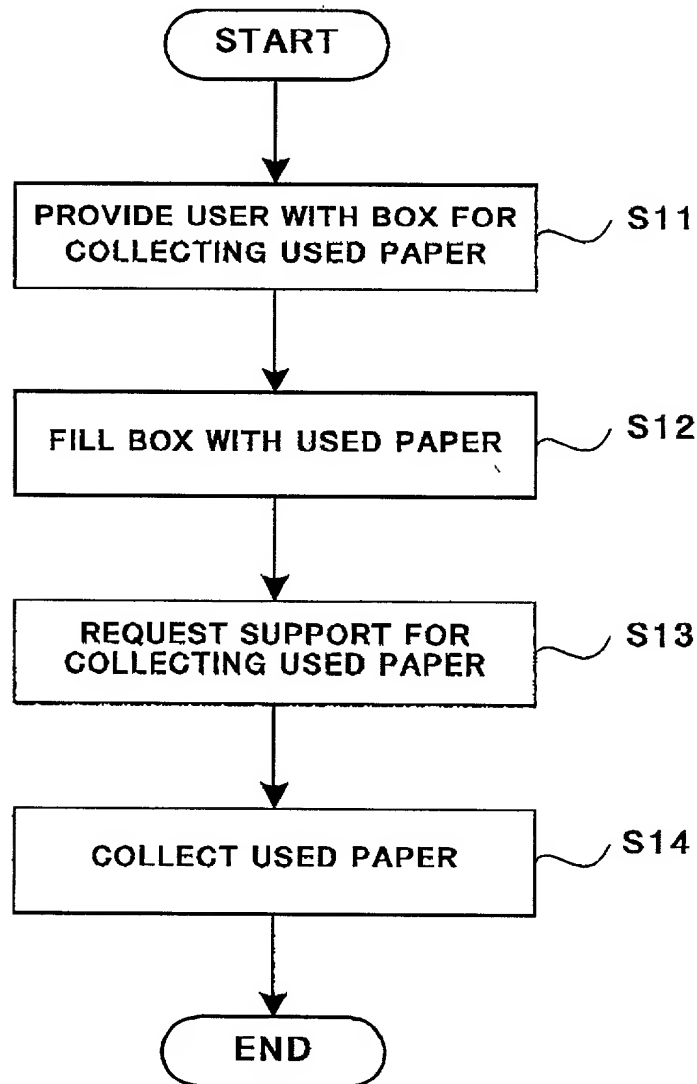 START
PROVIDE USER WITH BOX FOR
COLLECTING USED PAPER
S11
FILL BOX WITH USED PAPER
S12
REQUEST SUPPORT FOR
COLLECTING USED PAPER
S13
COLLECT USED PAPER
S14
END